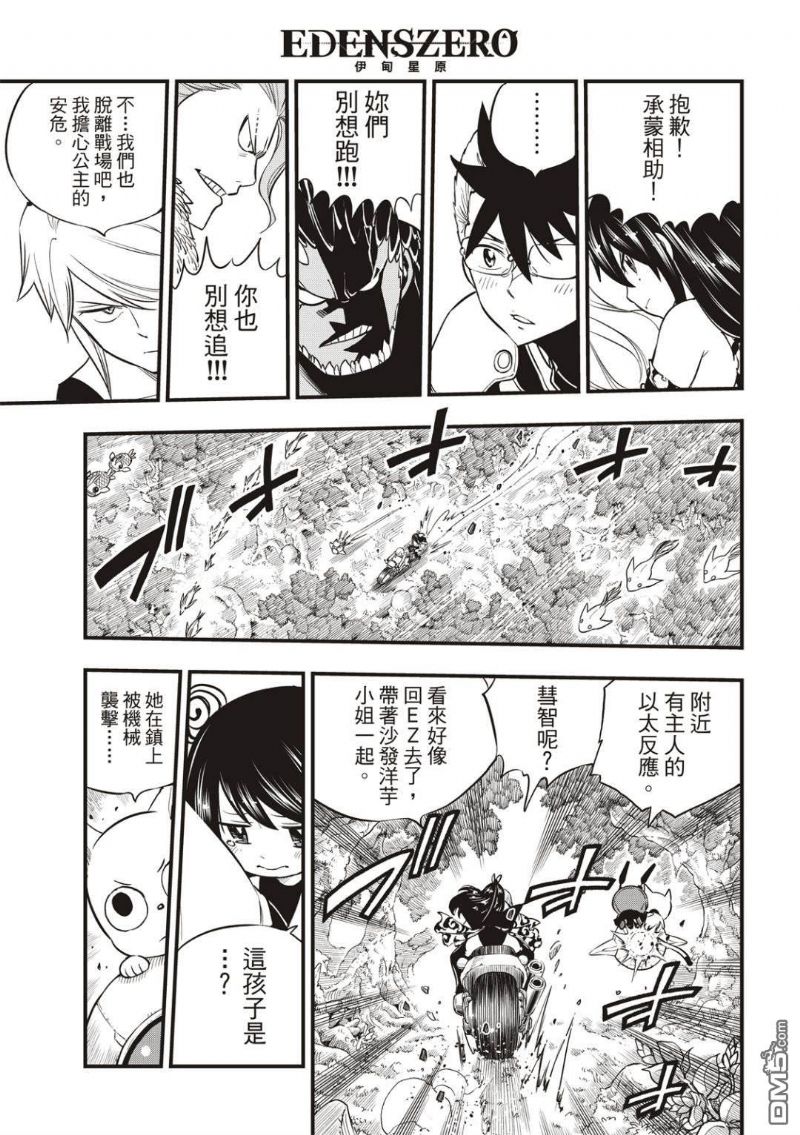 EDENSZERO
伊甸星原
抱歉！
承蒙相助！
………
妳們
別想跑
!!!
你也
別想追
!!!
不…我們也
脫離戰場吧，
我擔心公主的
安危。
附近
有主人的
以太反應。
彗智呢？
看來好像
回EZ去了，
帶著沙發洋芋
小姐一起。
這孩子是
…？
她在鎮上
被機械
襲擊……
DM5.com